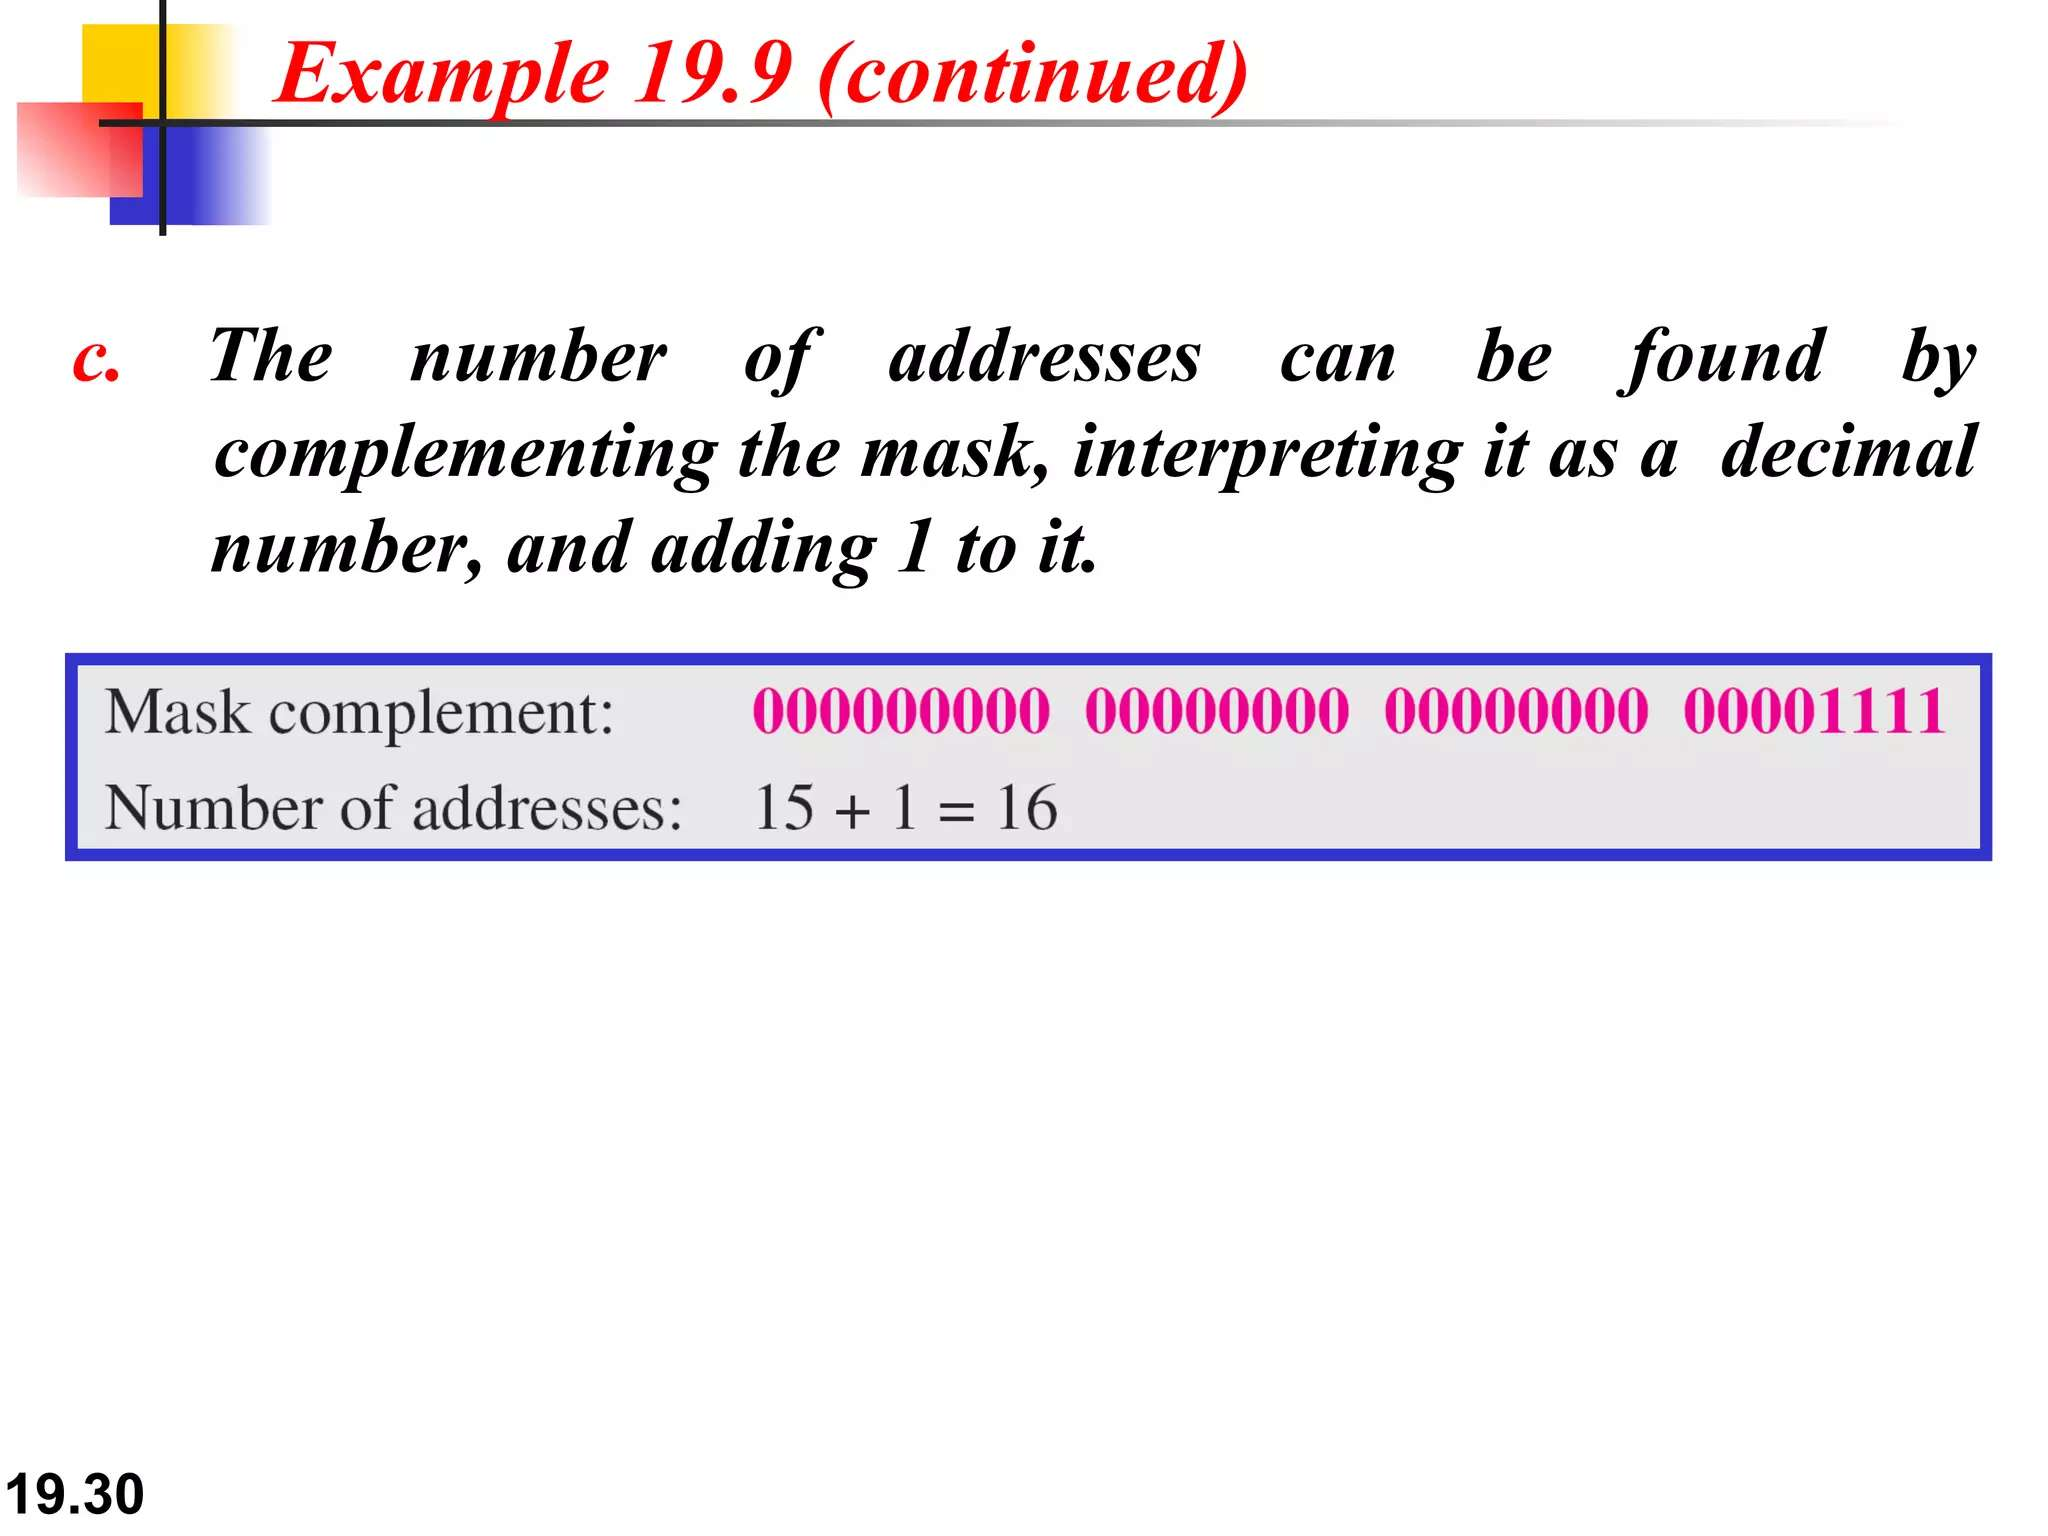 Example 19.9 (continued)
c. The number of addresses can be found by
complementing the mask, interpreting it as a decimal
number, and adding 1 to it.
Mask complement: 000000000 00000000 00000000 00001111
Number of addresses: 15 + 1 = 16
19.30